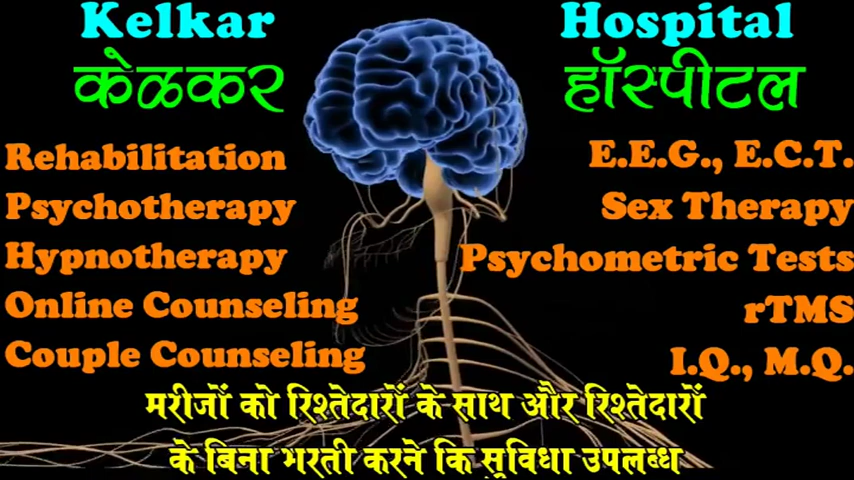 Kelkar Hospital
केळकर हॉस्पीटल
Rehabilitation
Psychotherapy
Hypnotherapy
Online Counseling
Couple Counseling
E.E.G., E.C.T.
Sex Therapy
Psychometric Tests
rTMS
I.Q., M.Q.
मरीजों को रिश्तेदारों के साथ और रिश्तेदारों
के बिना भरती करने कि सुविधा उपलब्ध